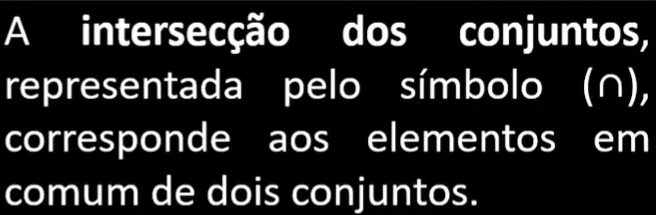 A intersecção dos conjuntos,
representada pelo símbolo (∩),
corresponde aos elementos em
comum de dois conjuntos.